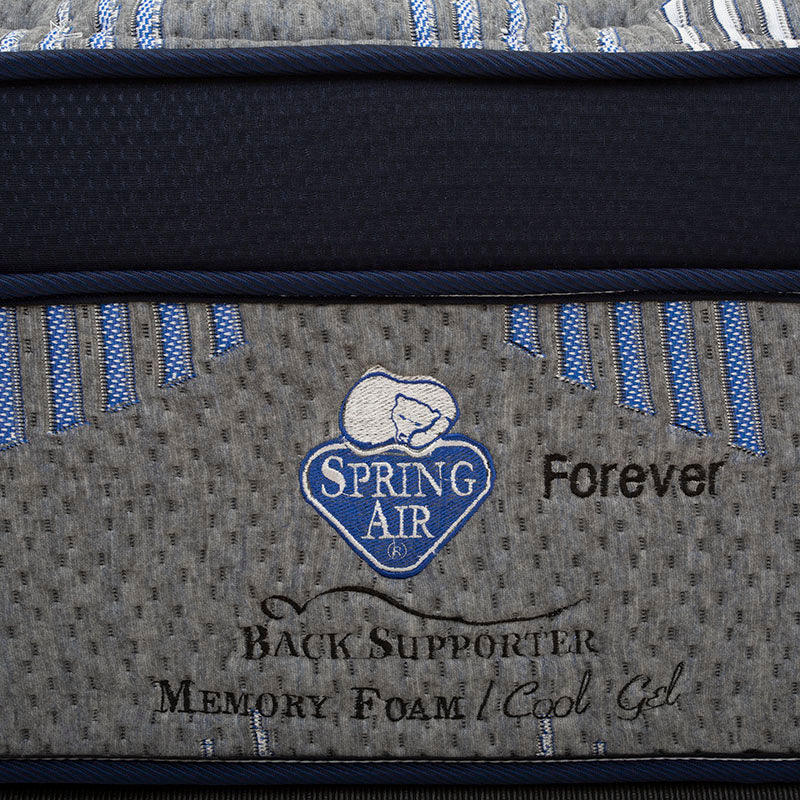 SPRING
AIR
®
Forever
BACK SUPPORTER
MEMORY FOAM / Cool Gel